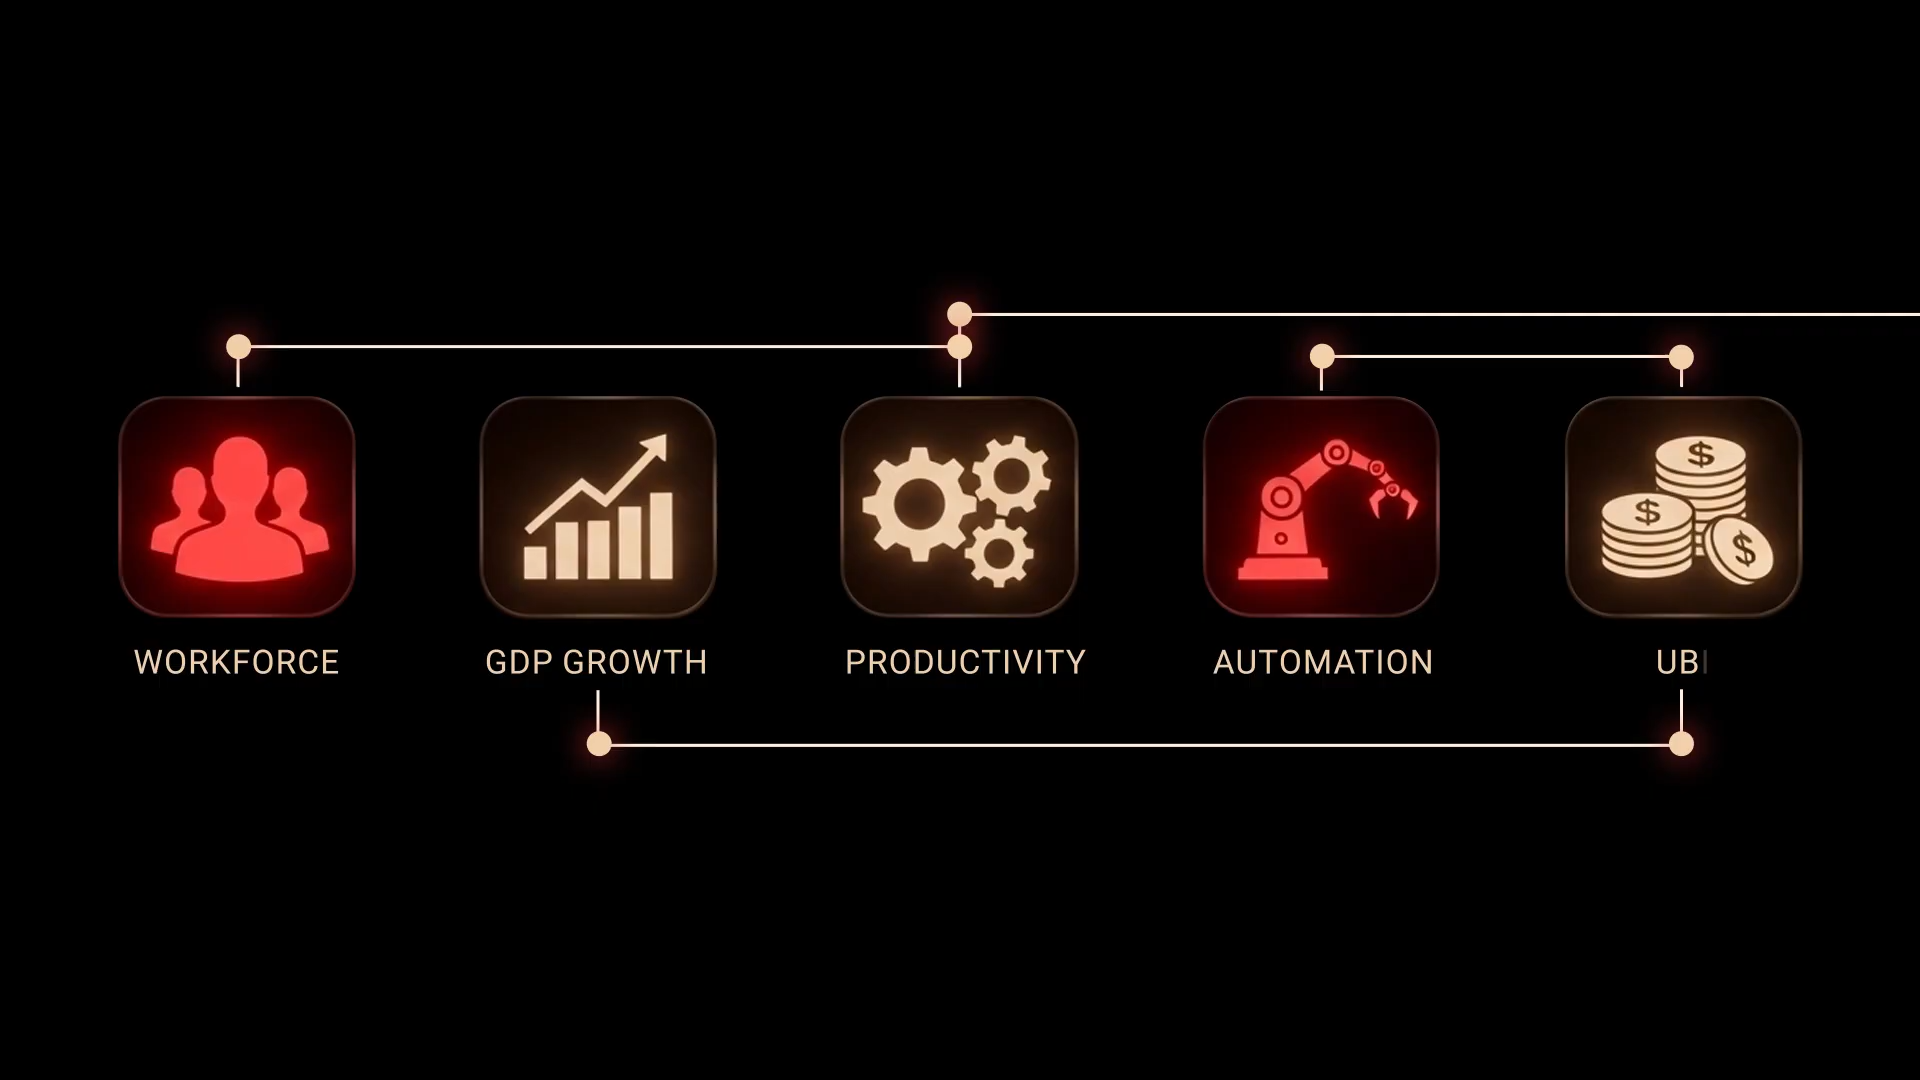 WORKFORCE
GDP GROWTH
PRODUCTIVITY
AUTOMATION
UBI
$
$
$